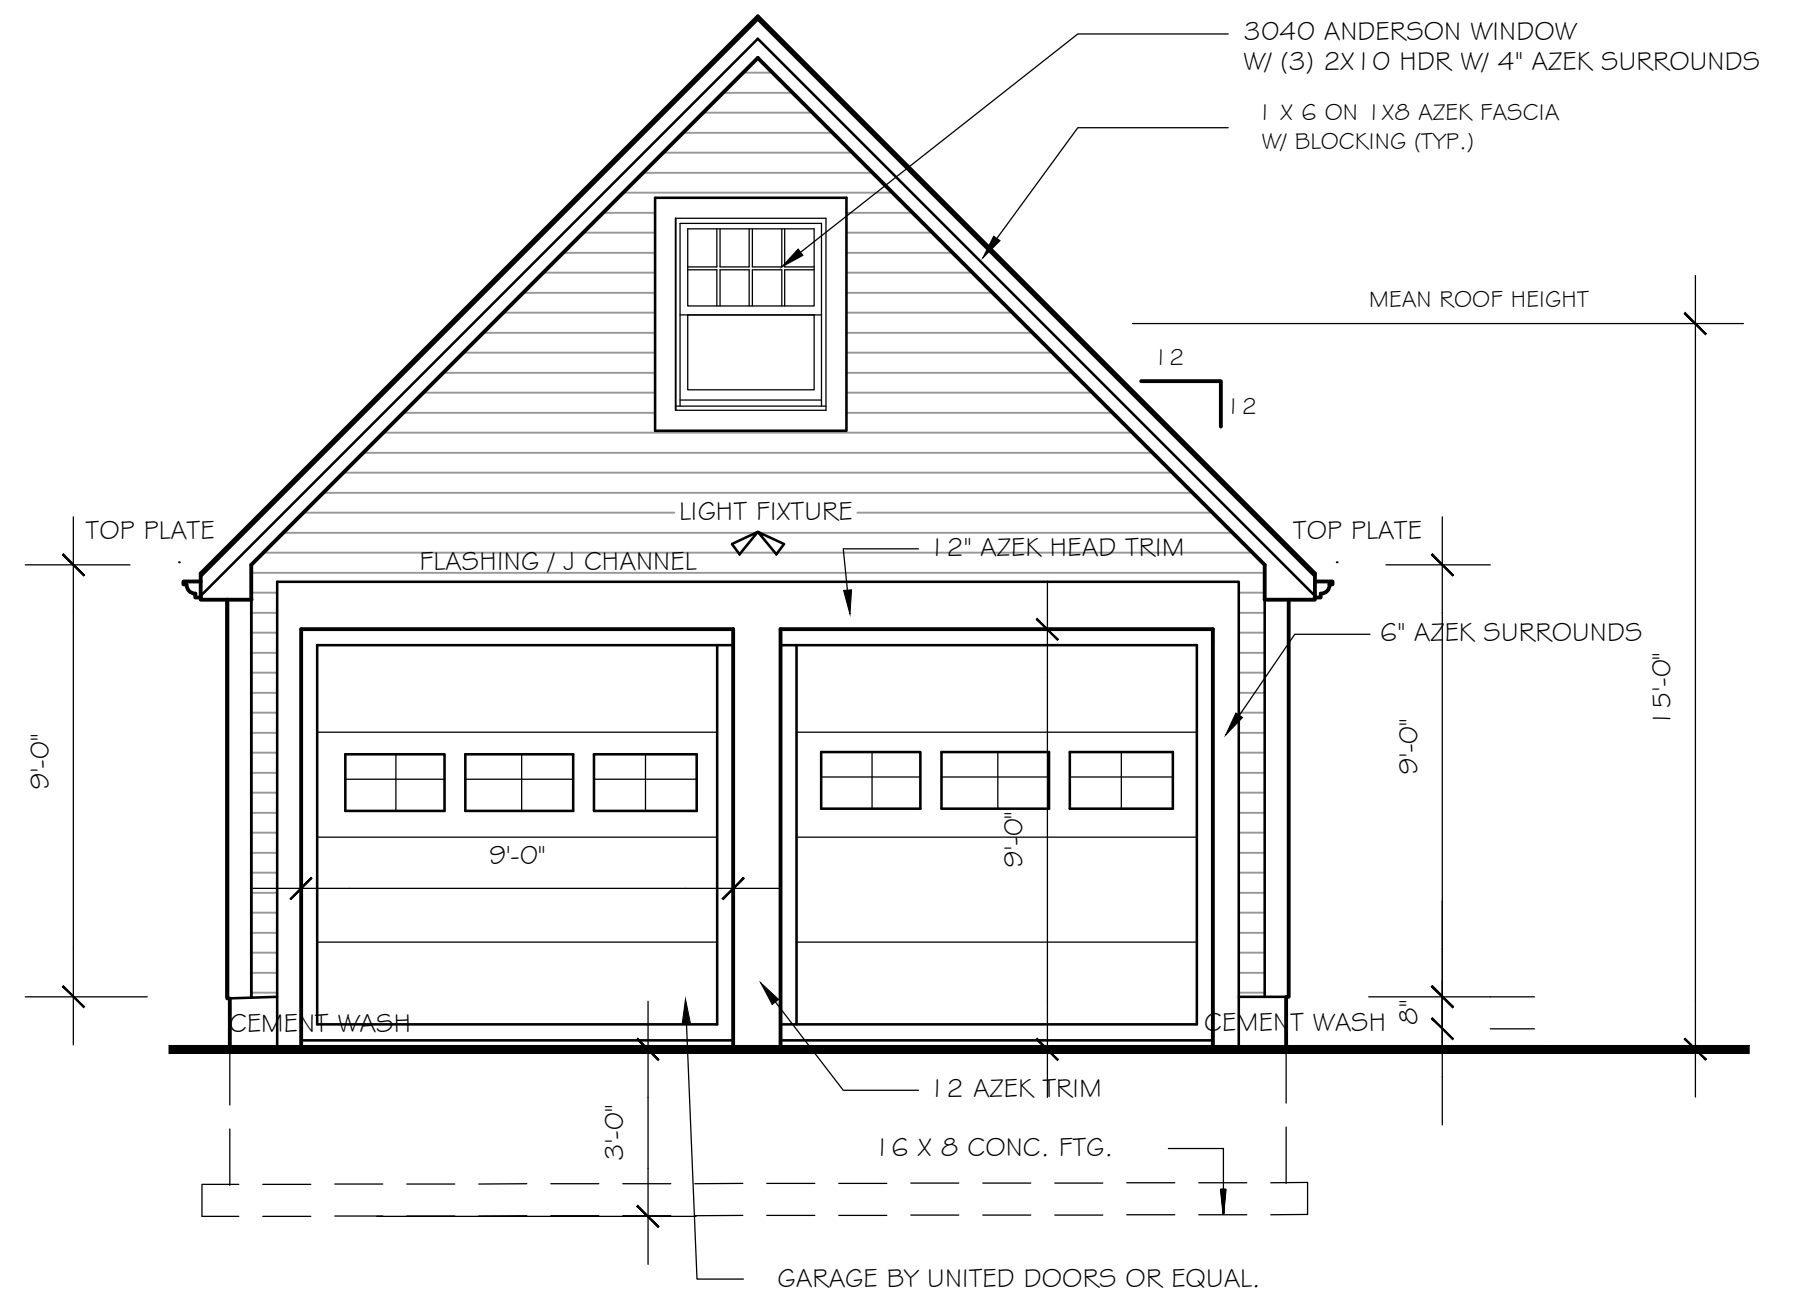 3040 ANDERSON WINDOW
W/ (3) 2X10 HDR W/ 4" AZEK SURROUNDS
1 X 6 ON 1X8 AZEK FASCIA
W/ BLOCKING (TYP.)
MEAN ROOF HEIGHT
12
12
LIGHT FIXTURE
TOP PLATE
TOP PLATE
FLASHING / J CHANNEL
12" AZEK HEAD TRIM
6" AZEK SURROUNDS
15'-0"
9'-0"
9'-0"
9'-0"
9'-0"
8"
CEMENT WASH
CEMENT WASH
12 AZEK TRIM
3'-0"
16 X 8 CONC. FTG.
GARAGE BY UNITED DOORS OR EQUAL.